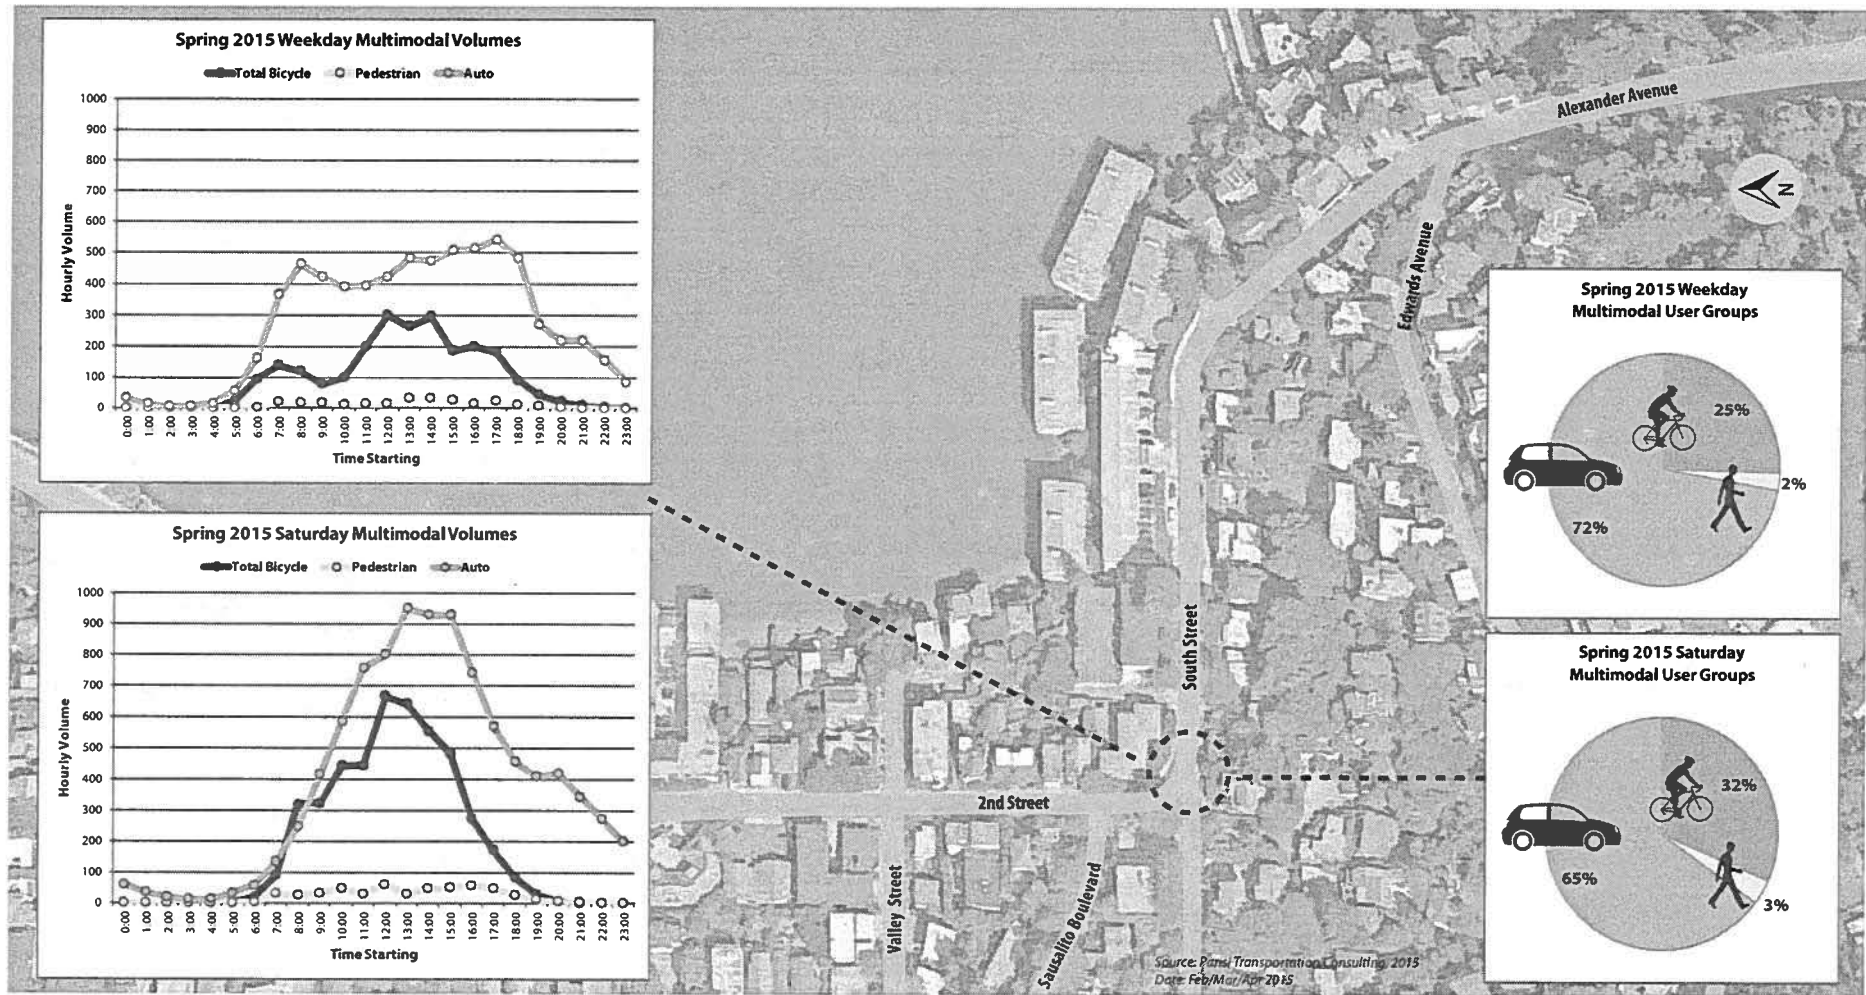 Spring 2015 Weekday Multimodal Volumes
Total Bicycle Pedestrian Auto
1000
900
800
700
600
500
400
300
200
100
0
Hourly Volume
0:00 1:00 2:00 3:00 4:00 5:00 6:00 7:00 8:00 9:00 10:00 11:00 12:00 13:00 14:00 15:00 16:00 17:00 18:00 19:00 20:00 21:00 22:00 23:00
Time Starting
Spring 2015 Saturday Multimodal Volumes
Total Bicycle Pedestrian Auto
1000
900
800
700
600
500
400
300
200
100
0
Hourly Volume
0:00 1:00 2:00 3:00 4:00 5:00 6:00 7:00 8:00 9:00 10:00 11:00 12:00 13:00 14:00 15:00 16:00 17:00 18:00 19:00 20:00 21:00 22:00 23:00
Time Starting
Alexander Avenue
N
Edwards Avenue
South Street
2nd Street
Valley Street
Sausalito Boulevard
Spring 2015 Weekday
Multimodal User Groups
25%
2%
72%
Spring 2015 Saturday
Multimodal User Groups
32%
65%
3%
Source: Parisi Transportation Consulting, 2015
Date: Feb/Mar/Apr 2015